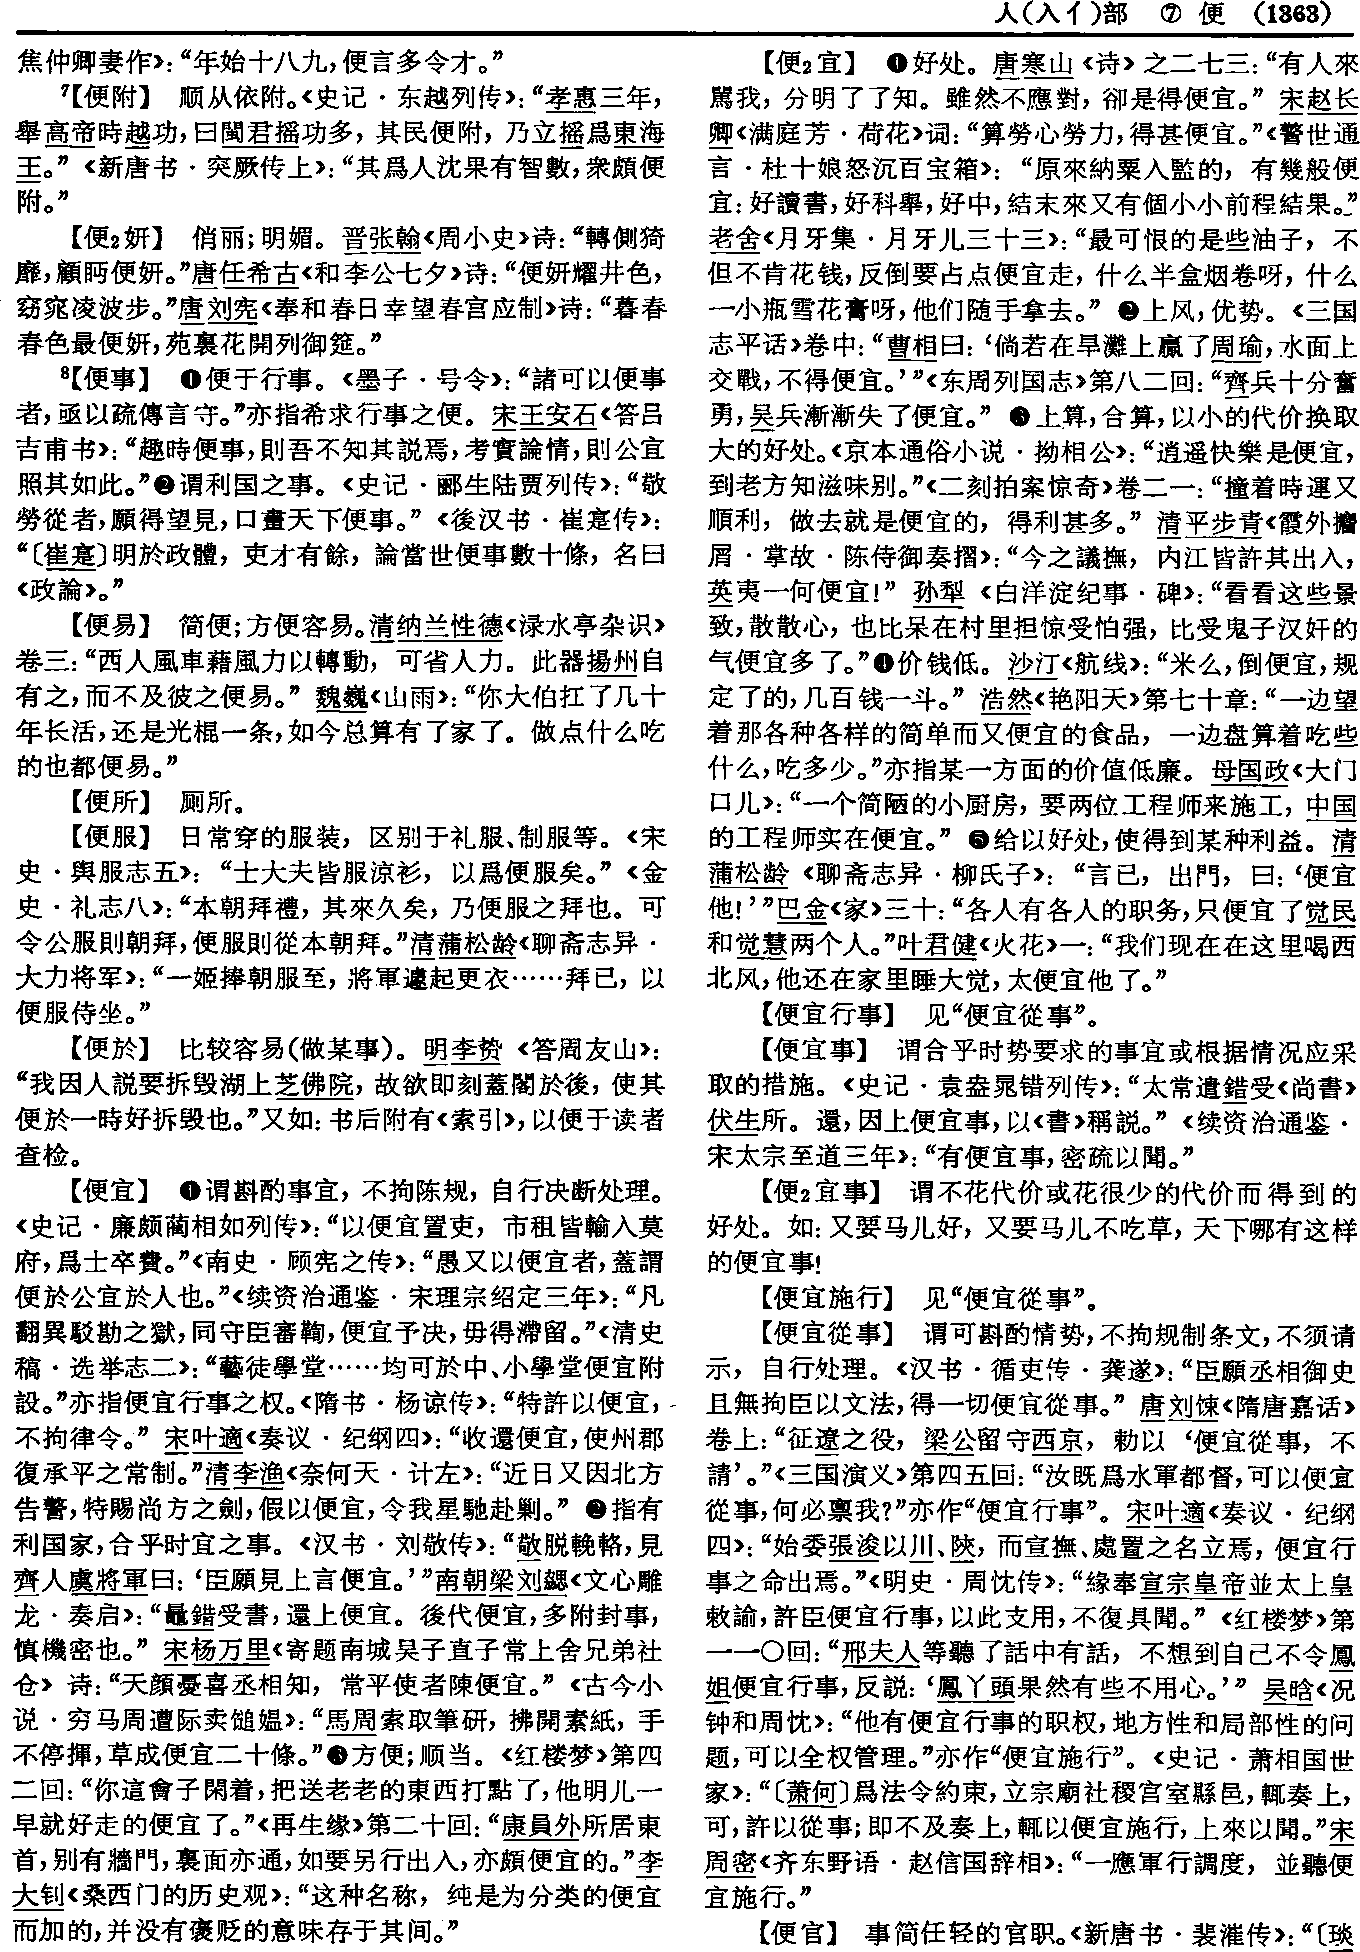 人(入亻)部 ⑦ 便 (1363)
焦仲卿妻作》：“年始十八九，便言多令才。”
7【便附】 顺从依附。《史记·东越列传》：“孝惠三年，
舉高帝時越功，曰閩君摇功多，其民便附，乃立摇爲東海
王。”《新唐书·突厥传上》：“其爲人沈果有智數，衆頗便
附。”
【便₂妍】 俏丽；明媚。晋张翰《周小史》诗：“轉側猗
靡，顧眄便妍。”唐任希古《和李公七夕》诗：“便妍耀井色，
窈窕凌波步。”唐刘宪《奉和春日幸望春宫应制》诗：“暮春
春色最便妍，苑裏花開列御筵。”
8【便事】 ❶便于行事。《墨子·号令》：“諸可以便事
者，亟以疏傳言守。”亦指希求行事之便。宋王安石《答吕
吉甫书》：“趣時便事，則吾不知其説焉，考實論情，則公宜
照其如此。”❷谓利国之事。《史记·郦生陆贾列传》：“敬
勞從者，願得望見，口畫天下便事。”《後汉书·崔寔传》：
“〔崔寔〕明於政體，吏才有餘，論當世便事數十條，名曰
《政論》。”
【便易】 简便；方便容易。清纳兰性德《渌水亭杂识》
卷三：“西人風車藉風力以轉動，可省人力。此器揚州自
有之，而不及彼之便易。”魏巍《山雨》：“你大伯扛了几十
年长活，还是光棍一条，如今总算有了家了。做点什么吃
的也都便易。”
【便所】 厕所。
【便服】 日常穿的服装，区别于礼服、制服等。《宋
史·舆服志五》：“士大夫皆服涼衫，以爲便服矣。”《金
史·礼志八》：“本朝拜禮，其來久矣，乃便服之拜也。可
令公服則朝拜，便服則從本朝拜。”清蒲松龄《聊斋志异·
大力将军》：“一姬捧朝服至，將軍遽起更衣……拜已，以
便服侍坐。”
【便於】 比较容易(做某事)。明李贽《答周友山》：
“我因人説要拆毁湖上芝佛院，故欲即刻蓋閣於後，使其
便於一時好拆毁也。”又如：书后附有《索引》，以便于读者
查检。
【便宜】 ❶谓斟酌事宜，不拘陈规，自行决断处理。
《史记·廉颇蔺相如列传》：“以便宜置吏，市租皆輸入莫
府，爲士卒費。”《南史·顾宪之传》：“愚又以便宜者，蓋謂
便於公宜於人也。”《续资治通鉴·宋理宗绍定三年》：“凡
翻異駁勘之獄，同守臣審鞫，便宜予决，毋得滯留。”《清史
稿·选举志二》：“藝徒學堂……均可於中、小學堂便宜附
設。”亦指便宜行事之权。《隋书·杨谅传》：“特許以便宜，
不拘律令。”宋叶適《奏议·纪纲四》：“收還便宜，使州郡
復承平之常制。”清李渔《奈何天·计左》：“近日又因北方
告警，特賜尚方之劍，假以便宜，令我星馳赴剿。”❷指有
利国家，合乎时宜之事。《汉书·刘敬传》：“敬脱輓輅，見
齊人虞將軍曰：‘臣願見上言便宜。’”南朝梁刘勰《文心雕
龙·奏启》：“鼂錯受書，還上便宜。後代便宜，多附封事，
慎機密也。”宋杨万里《寄题南城吴子直子常上舍兄弟社
仓》诗：“天顔憂喜丞相知，常平使者陳便宜。”《古今小
说·穷马周遭际卖䭔媪》：“馬周索取筆研，拂開素紙，手
不停揮，草成便宜二十條。”❸方便；顺当。《红楼梦》第四
二回：“你這會子閑着，把送老老的東西打點了，他明儿一
早就好走的便宜了。”《再生缘》第二十回：“康員外所居東
首，别有牆門，裏面亦通，如要另行出入，亦頗便宜的。”李
大钊《桑西门的历史观》：“这种名称，纯是为分类的便宜
而加的，并没有褒贬的意味存于其间。”
【便₂宜】 ❶好处。唐寒山《诗》之二七三：“有人來
駡我，分明了了知。雖然不應對，卻是得便宜。”宋赵长
卿《满庭芳·荷花》词：“算勞心勞力，得甚便宜。”《警世通
言·杜十娘怒沉百宝箱》：“原來納粟入監的，有幾般便
宜：好讀書，好科舉，好中，結末來又有個小小前程結果。”
老舍《月牙集·月牙儿三十三》：“最可恨的是些油子，不
但不肯花钱，反倒要占点便宜走，什么半盒烟卷呀，什么
一小瓶雪花膏呀，他们随手拿去。”❷上风，优势。《三国
志平话》卷中：“曹相曰：‘倘若在旱灘上贏了周瑜，水面上
交戰，不得便宜。’”《东周列国志》第八二回：“齊兵十分奮
勇，吴兵漸漸失了便宜。”❸上算，合算，以小的代价换取
大的好处。《京本通俗小说·拗相公》：“逍遥快樂是便宜，
到老方知滋味别。”《二刻拍案惊奇》卷二一：“撞着時運又
順利，做去就是便宜的，得利甚多。”清平步青《霞外攟
屑·掌故·陈侍御奏摺》：“今之議撫，内江皆許其出入，
英夷一何便宜！”孙犁《白洋淀纪事·碑》：“看看这些景
致，散散心，也比呆在村里担惊受怕强，比受鬼子汉奸的
气便宜多了。”❹价钱低。沙汀《航线》：“米么，倒便宜，规
定了的，几百钱一斗。”浩然《艳阳天》第七十章：“一边望
着那各种各样的简单而又便宜的食品，一边盘算着吃些
什么，吃多少。”亦指某一方面的价值低廉。母国政《大门
口儿》：“一个简陋的小厨房，要两位工程师来施工，中国
的工程师实在便宜。”❺给以好处，使得到某种利益。清
蒲松龄《聊斋志异·柳氏子》：“言已，出門，曰：‘便宜
他！’”巴金《家》三十：“各人有各人的职务，只便宜了觉民
和觉慧两个人。”叶君健《火花》一：“我们现在在这里喝西
北风，他还在家里睡大觉，太便宜他了。”
【便宜行事】 见“便宜從事”。
【便宜事】 谓合乎时势要求的事宜或根据情况应采
取的措施。《史记·袁盎晁错列传》：“太常遣錯受《尚書》
伏生所。還，因上便宜事，以《書》稱説。”《续资治通鉴·
宋太宗至道三年》：“有便宜事，密疏以聞。”
【便₂宜事】 谓不花代价或花很少的代价而得到的
好处。如：又要马儿好，又要马儿不吃草，天下哪有这样
的便宜事！
【便宜施行】 见“便宜從事”。
【便宜從事】 谓可斟酌情势，不拘规制条文，不须请
示，自行处理。《汉书·循吏传·龚遂》：“臣願丞相御史
且無拘臣以文法，得一切便宜從事。”唐刘餗《隋唐嘉话》
卷上：“征遼之役，梁公留守西京，勅以‘便宜從事，不
請’。”《三国演义》第四五回：“汝既爲水軍都督，可以便宜
從事，何必禀我？”亦作“便宜行事”。宋叶適《奏议·纪纲
四》：“始委張浚以川、陝，而宣撫、處置之名立焉，便宜行
事之命出焉。”《明史·周忱传》：“緣奉宣宗皇帝並太上皇
敕諭，許臣便宜行事，以此支用，不復具聞。”《红楼梦》第
一一〇回：“邢夫人等聽了話中有話，不想到自己不令鳳
姐便宜行事，反説：‘鳳丫頭果然有些不用心。’”吴晗《况
钟和周忱》：“他有便宜行事的职权，地方性和局部性的问
题，可以全权管理。”亦作“便宜施行”。《史记·萧相国世
家》：“〔蕭何〕爲法令約束，立宗廟社稷宫室縣邑，輒奏上，
可，許以從事；即不及奏上，輒以便宜施行，上來以聞。”宋
周密《齐东野语·赵信国辞相》：“一應軍行調度，並聽便
宜施行。”
【便官】 事简任轻的官职。《新唐书·裴漼传》：“〔琰